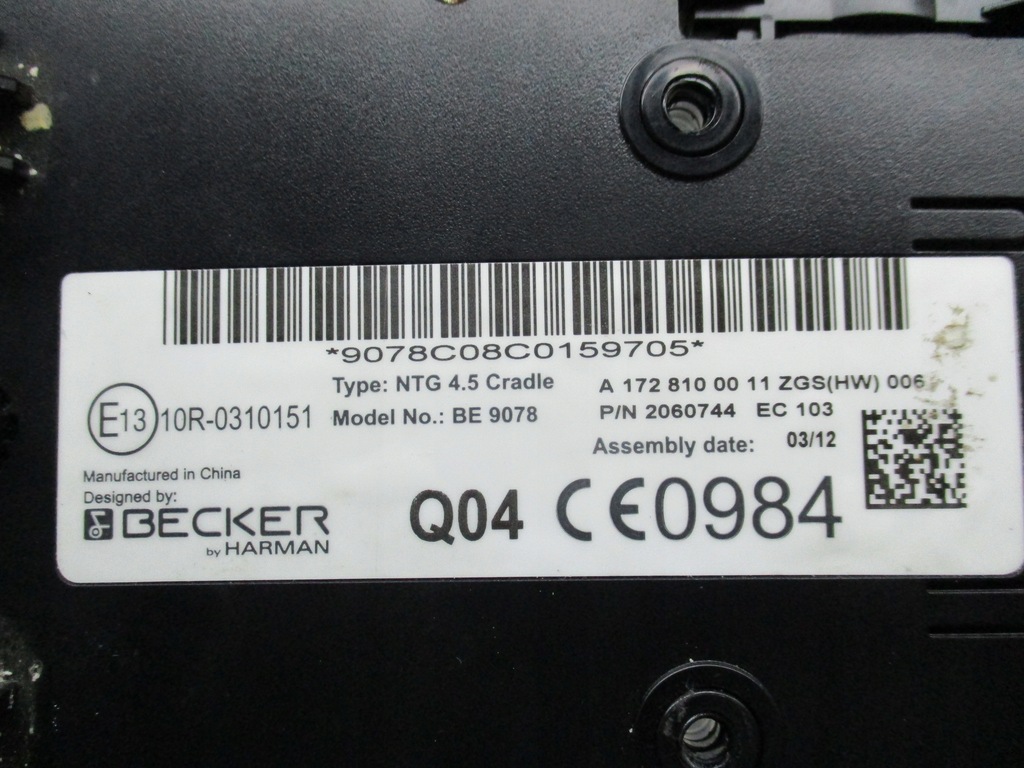 *9078C08C0159705*
Type: NTG 4.5 Cradle A 172 810 00 11 ZGS(HW) 006
E13 10R-0310151 Model No.: BE 9078 P/N 2060744 EC 103
Assembly date: 03/12
Manufactured in China
Designed by:
BECKER
by HARMAN
Q04 CE0984